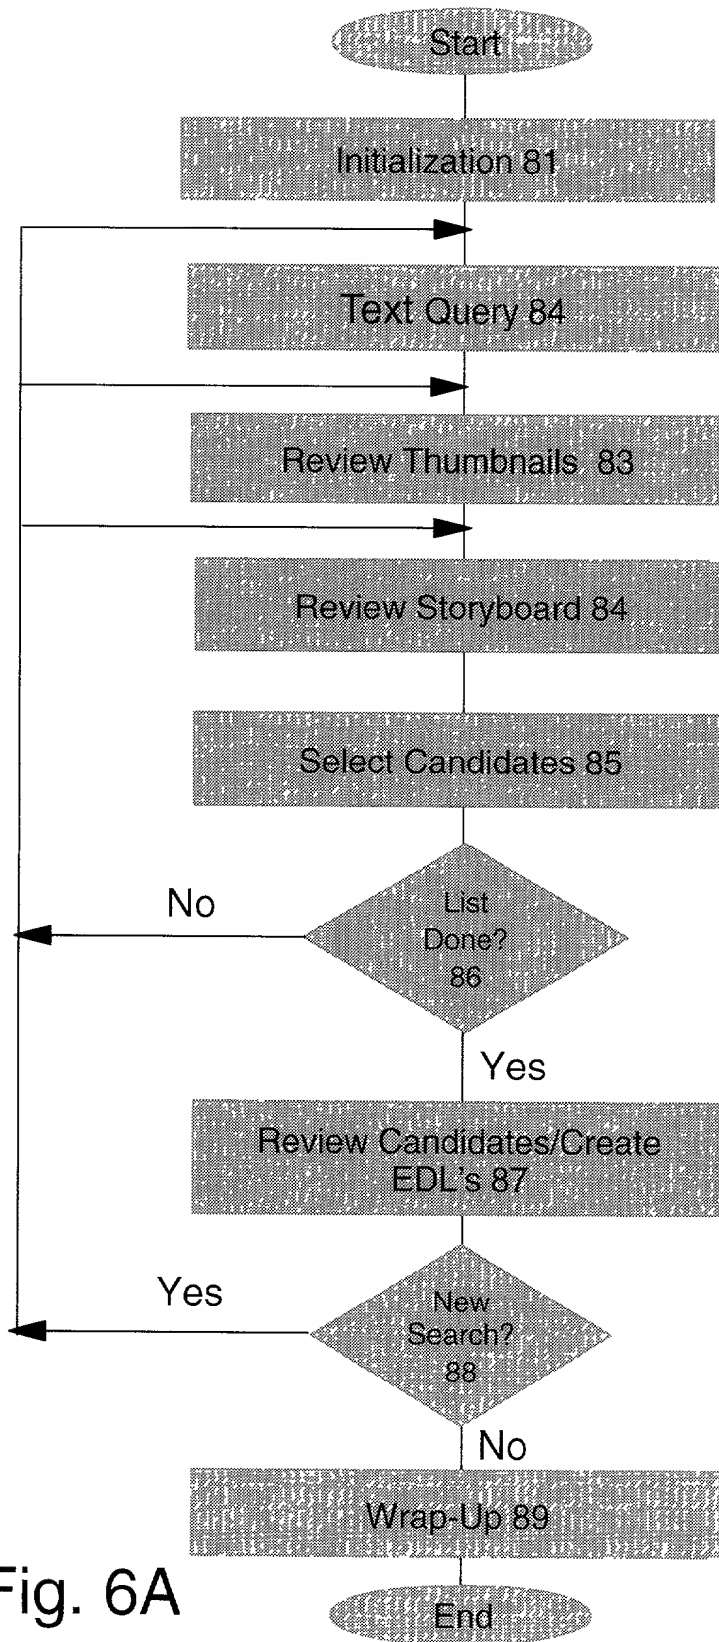 Start
Initialization 81
Text Query 84
Review Thumbnails 83
Review Storyboard 84
Select Candidates 85
No
List
Done?
86
Yes
Review Candidates/Create
EDL's 87
Yes
New
Search?
88
No
Wrap-Up 89
Fig. 6A
End